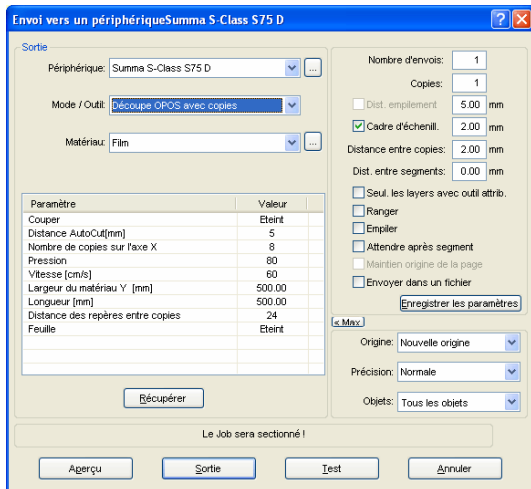 Envoi vers un périphériqueSumma S-Class S75 D
Sortie
Périphérique: Summa S-Class S75 D ...
Mode / Outil: Découpe OPOS avec copies
Matériau: Film ...
Paramètre Valeur
Couper Eteint
Distance AutoCut[mm] 5
Nombre de copies sur l'axe X 8
Pression 80
Vitesse [cm/s] 60
Largeur du matériau Y [mm] 500.00
Longueur [mm] 500.00
Distance des repères entre copies 24
Feuille Eteint
Récupérer
Nombre d'envois: 1
Copies: 1
Dist. empilement 5.00 mm
Cadre d'échenill. 2.00 mm
Distance entre copies: 2.00 mm
Dist. entre segments: 0.00 mm
Seul. les layers avec outil attrib.
Ranger
Empiler
Attendre après segment
Maintien origine de la page
Envoyer dans un fichier
Enregistrer les paramètres
< Max
Origine: Nouvelle origine
Précision: Normale
Objets: Tous les objets
Le Job sera sectionné !
Aperçu Sortie Test Annuler